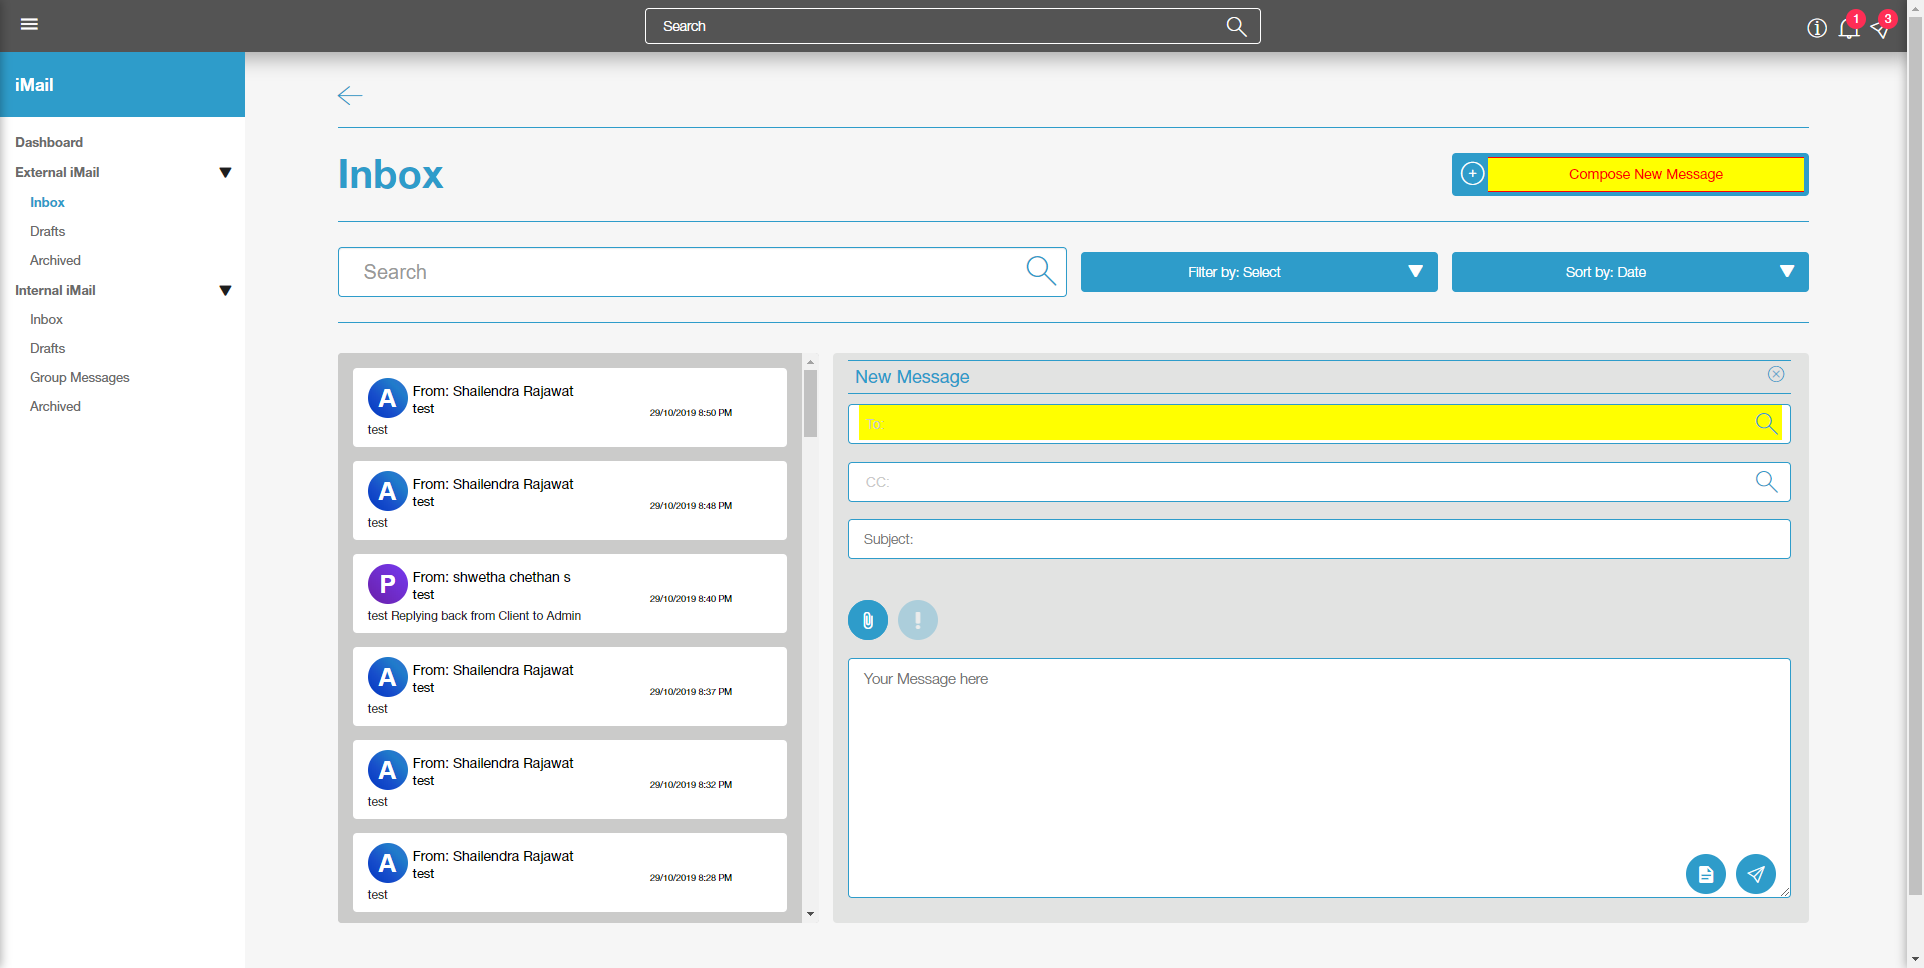 Search
1
3
iMail
Dashboard
External iMail
Inbox
Drafts
Archived
Internal iMail
Inbox
Drafts
Group Messages
Archived
Inbox
Compose New Message
Search
Filter by: Select
Sort by: Date
A
From: Shailendra Rajawat
test
29/10/2019 8:50 PM
test
A
From: Shailendra Rajawat
test
29/10/2019 8:48 PM
test
P
From: shwetha chethan s
test
29/10/2019 8:40 PM
test Replying back from Client to Admin
A
From: Shailendra Rajawat
test
29/10/2019 8:37 PM
test
A
From: Shailendra Rajawat
test
29/10/2019 8:32 PM
test
A
From: Shailendra Rajawat
test
29/10/2019 8:28 PM
test
New Message
To:
CC:
Subject:
Your Message here